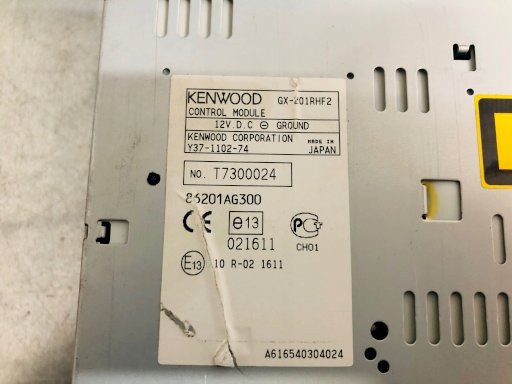 KENWOOD GX-201RHF2
CONTROL MODULE
12V.D.C ⊖ GROUND
KENWOOD CORPORATION MADE IN
Y37-1102-74 JAPAN
NO. T7300024
86201AG300
CE e13 PC
021611 CH01
E13 10 R-02 1611
A616540304024